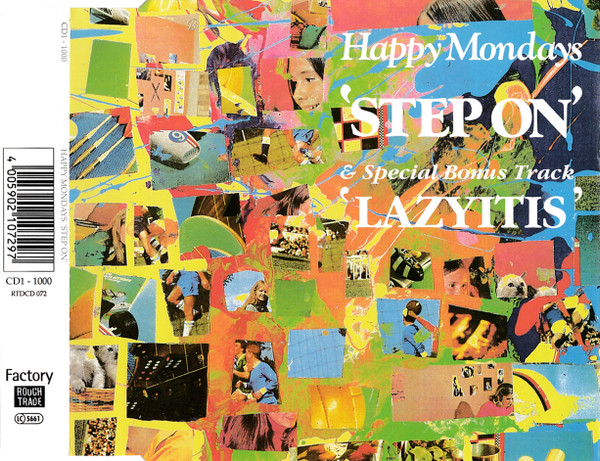 Happy Mondays
'STEP ON'
& Special Bonus Track
'LAZYITIS'
CD1 - 1000
HAPPY MONDAYS 'STEP ON'
4 005902 107297
CD1 - 1000
RTDCD 072
Factory
ROUGH
TRADE
LC 5661